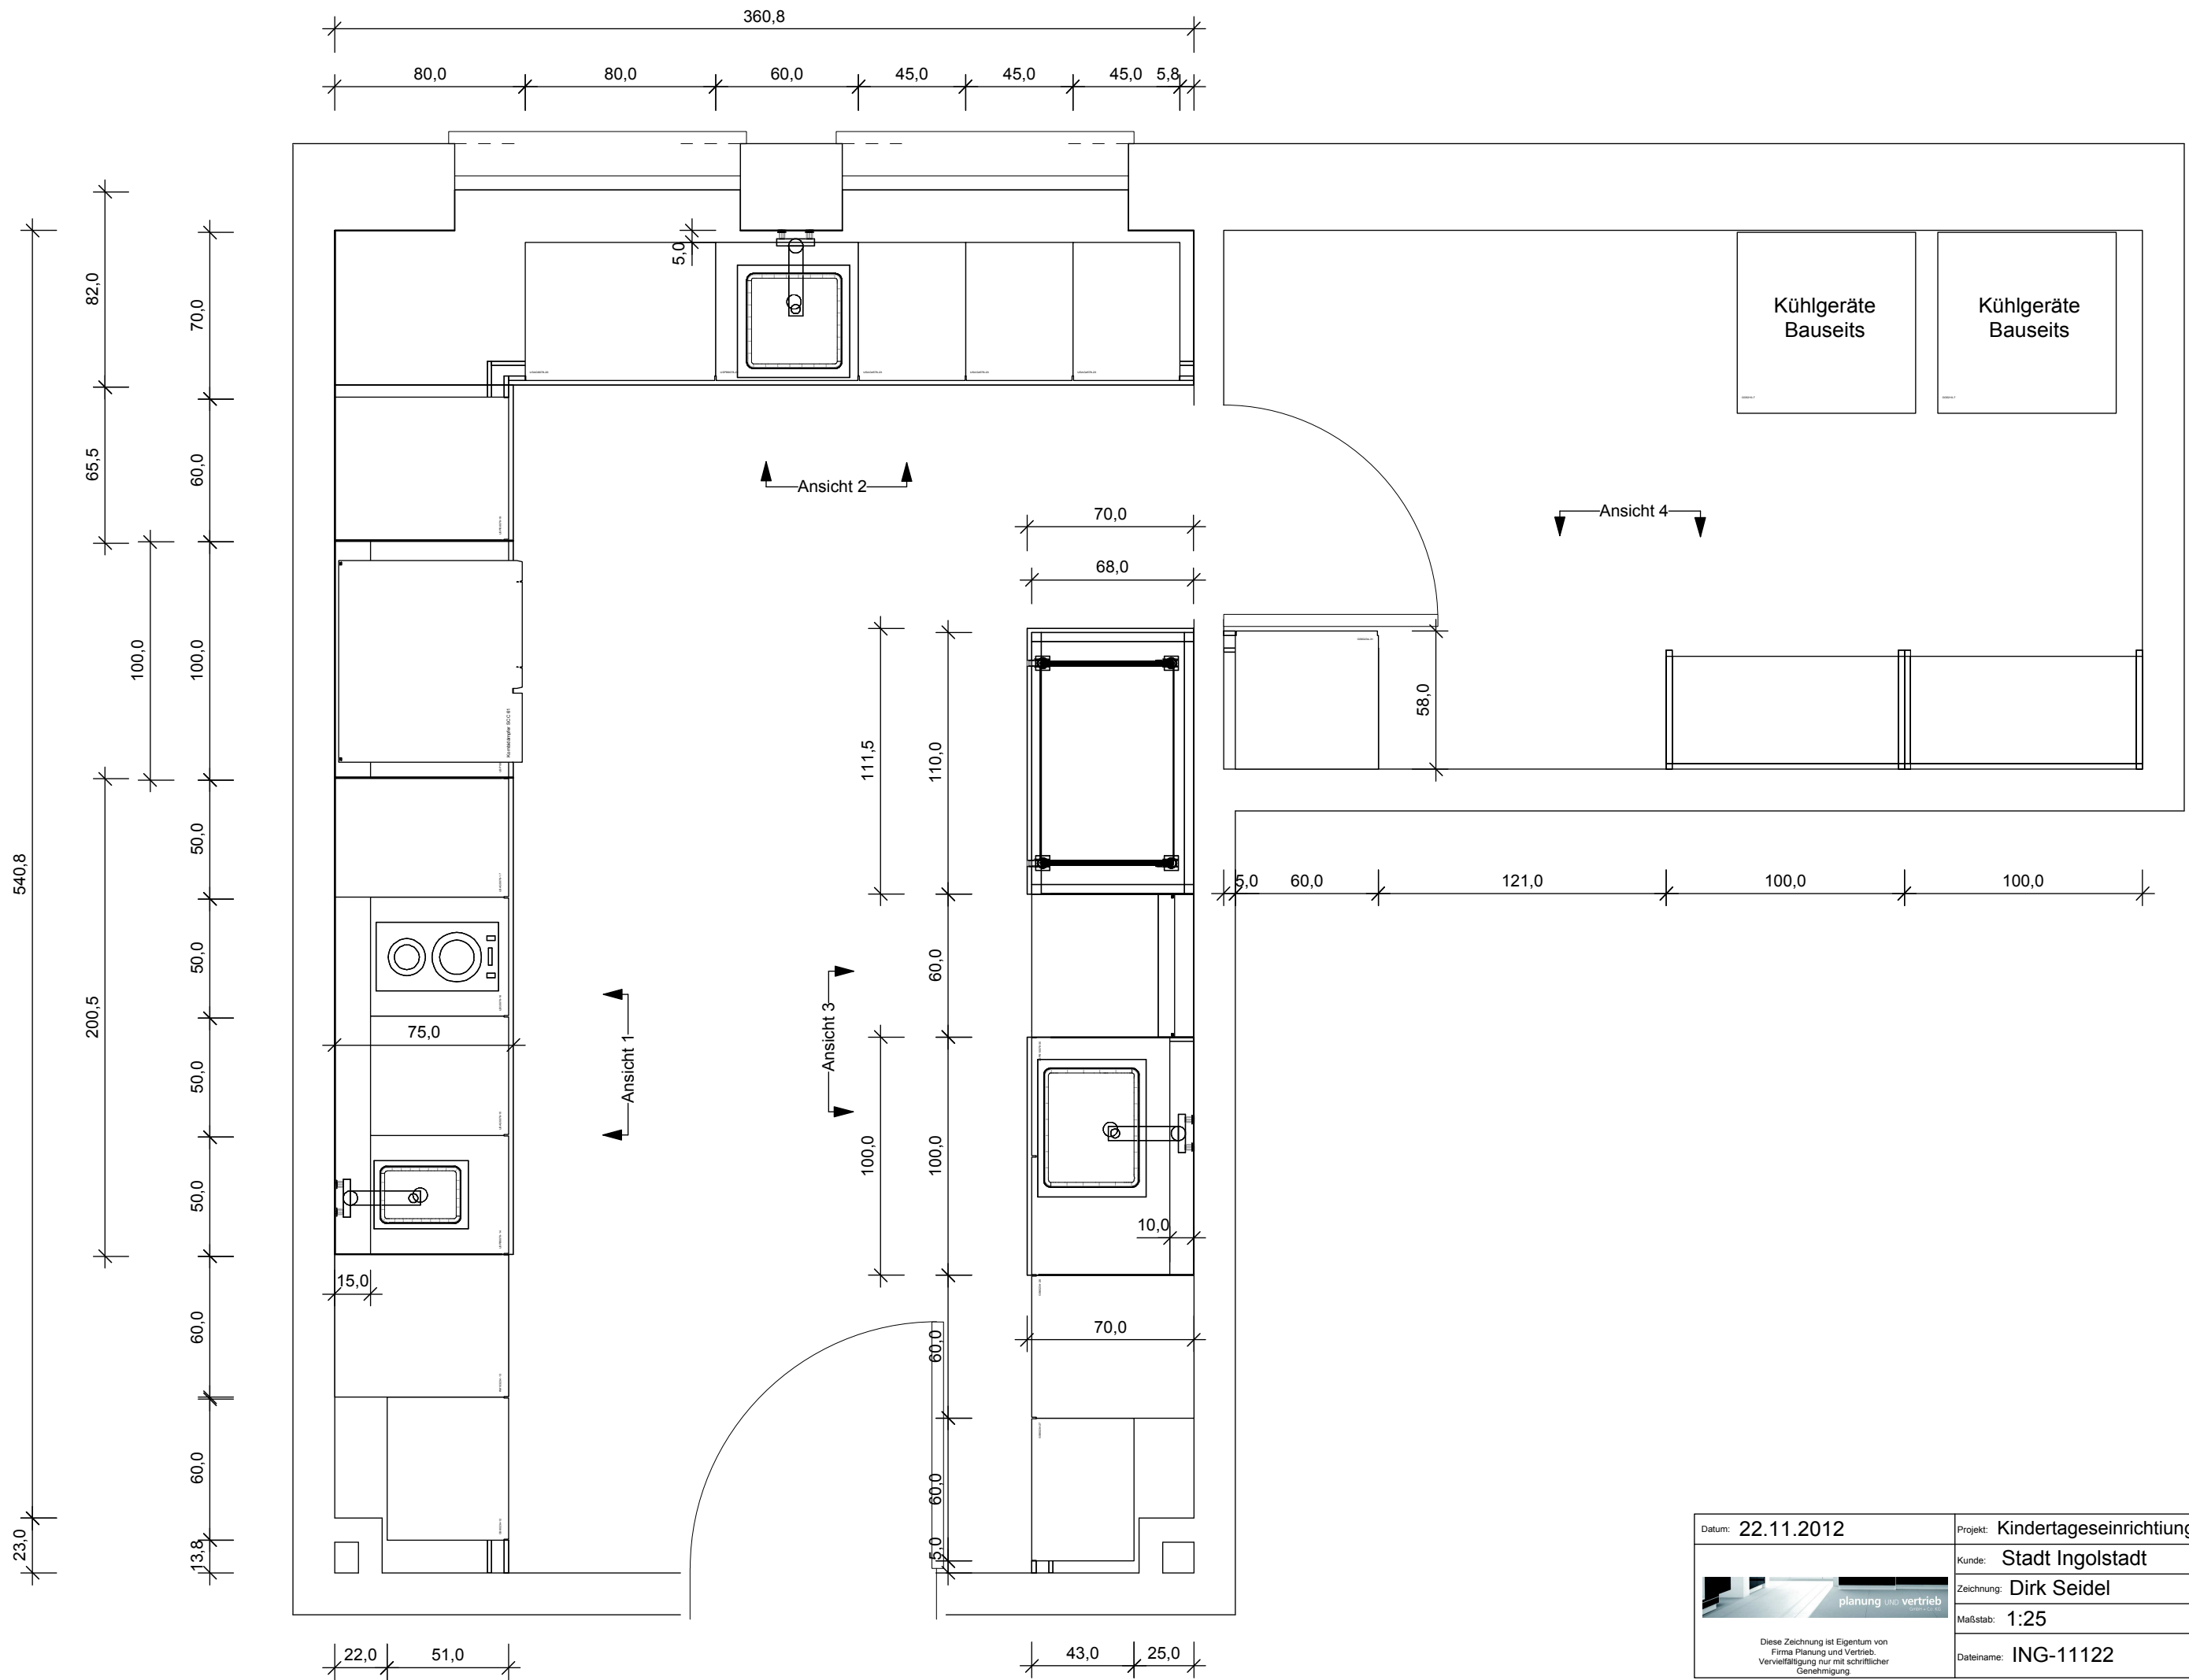 360,8
80,0
80,0
60,0
45,0
45,0
45,0
5,8
82,0
65,5
100,0
200,5
540,8
23,0
70,0
60,0
100,0
50,0
50,0
50,0
50,0
60,0
60,0
13,8
5,0
Kühlgeräte
Bauseits
Kühlgeräte
Bauseits
Ansicht 2
Ansicht 4
70,0
68,0
111,5
110,0
58,0
Kombidämpfer SCC 61
5,0
60,0
121,0
100,0
100,0
75,0
Ansicht 1
Ansicht 3
60,0
100,0
100,0
10,0
15,0
70,0
60,0
60,0
5,0
22,0
51,0
43,0
25,0
Datum: 22.11.2012
Projekt: Kindertageseinrichtiung
Kunde: Stadt Ingolstadt
Zeichnung: Dirk Seidel
Maßstab: 1:25
Dateiname: ING-11122
planung UND vertrieb
Diese Zeichnung ist Eigentum von
Firma Planung und Vertrieb.
Vervielfältigung nur mit schriftlicher
Genehmigung.